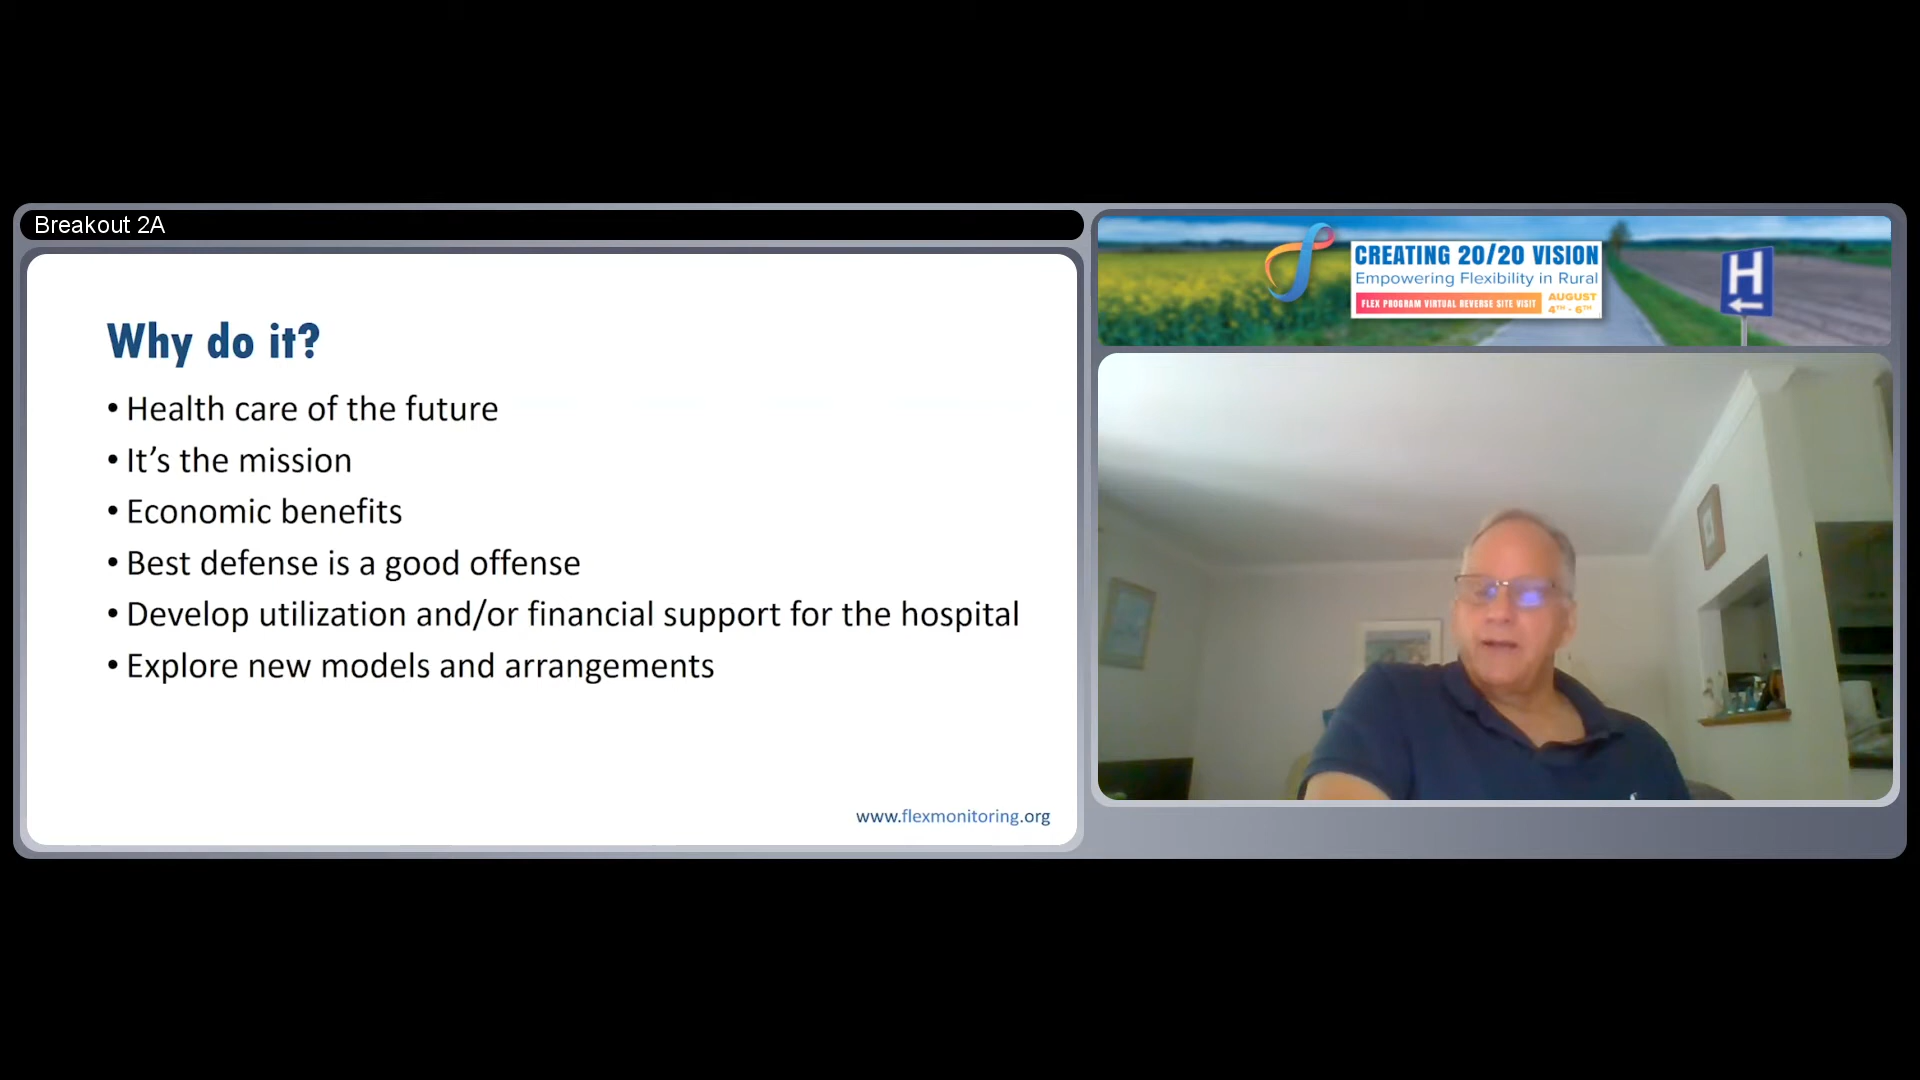 Breakout 2A
Why do it?
• Health care of the future
• It’s the mission
• Economic benefits
• Best defense is a good offense
• Develop utilization and/or financial support for the hospital
• Explore new models and arrangements
www.flexmonitoring.org
CREATING 20/20 VISION
Empowering Flexibility in Rural
FLEX PROGRAM VIRTUAL REVERSE SITE VISIT
AUGUST
4TH - 6TH
H